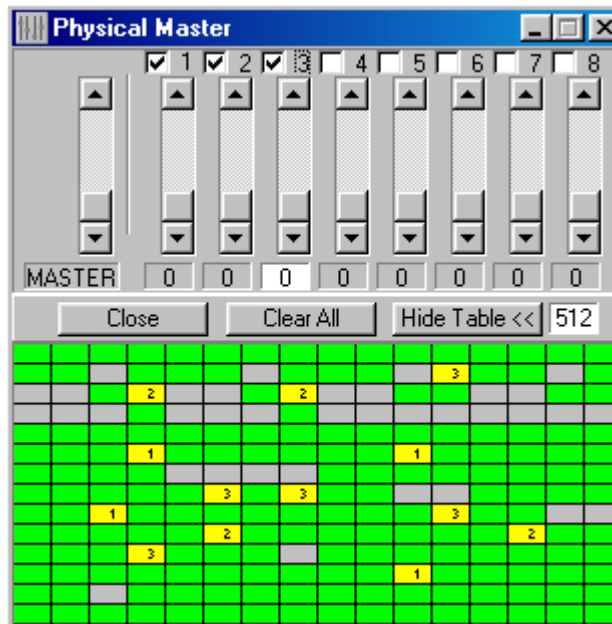 Physical Master
1 2 3 4 5 6 7 8
MASTER 0 0 0 0 0 0 0 0
Close Clear All Hide Table << 512
3
2 2
1 1
3 3
1 3
2 2
3
1